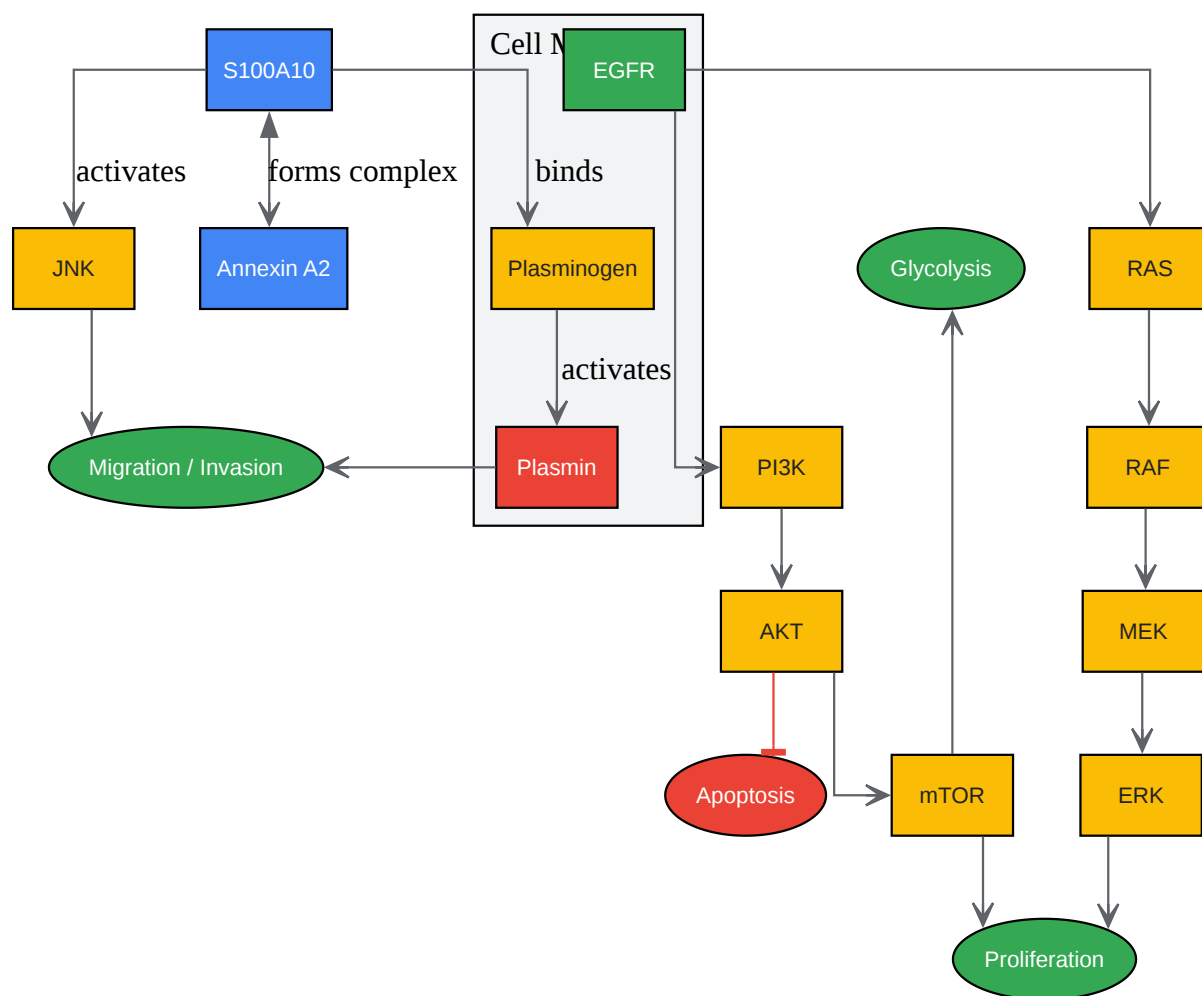 Cell M
S100A10
EGFR
activates
forms complex
binds
JNK
Annexin A2
Plasminogen
Glycolysis
RAS
activates
Migration / Invasion
Plasmin
PI3K
RAF
AKT
MEK
Apoptosis
mTOR
ERK
Proliferation